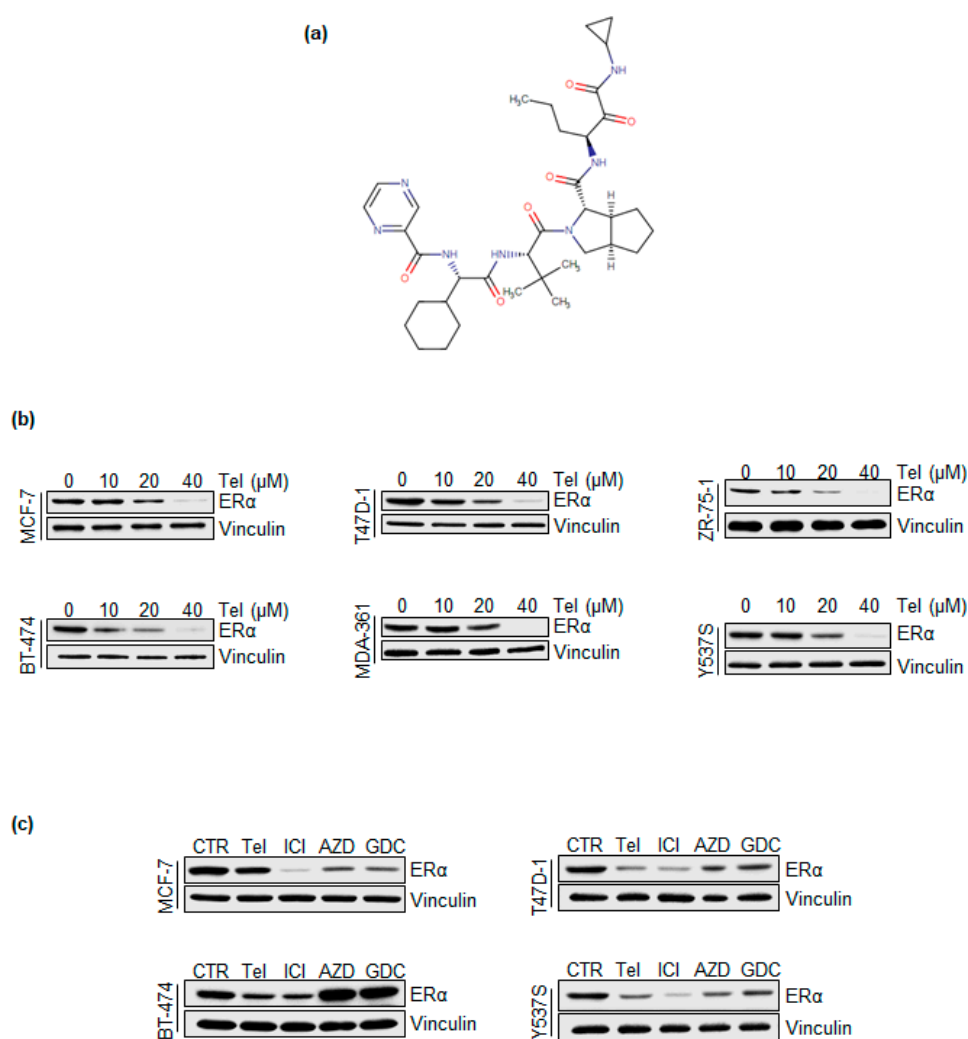 (a)
NH
O
O
H₃C
NH
O
H
N
O
N
O
N
NH
HN
H
O
O
CH₃
H₃C
CH₃
(b)
0 10 20 40 Tel (µM)
MCF-7
ERα
Vinculin
0 10 20 40 Tel (µM)
T47D-1
ERα
Vinculin
0 10 20 40 Tel (µM)
ZR-75-1
ERα
Vinculin
0 10 20 40 Tel (µM)
BT-474
ERα
Vinculin
0 10 20 40 Tel (µM)
MDA-361
ERα
Vinculin
0 10 20 40 Tel (µM)
Y537S
ERα
Vinculin
(c)
CTR Tel ICI AZD GDC
MCF-7
ERα
Vinculin
CTR Tel ICI AZD GDC
T47D-1
ERα
Vinculin
CTR Tel ICI AZD GDC
BT-474
ERα
Vinculin
CTR Tel ICI AZD GDC
Y537S
ERα
Vinculin